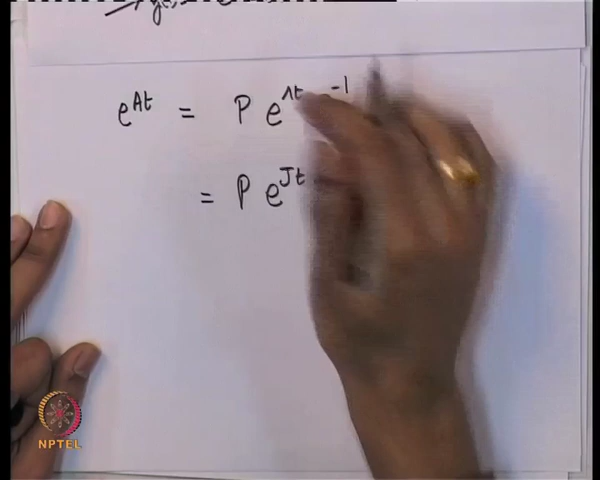 e^{At} = P e^{Λt} ^{-1}
= P e^{Jt}
NPTEL